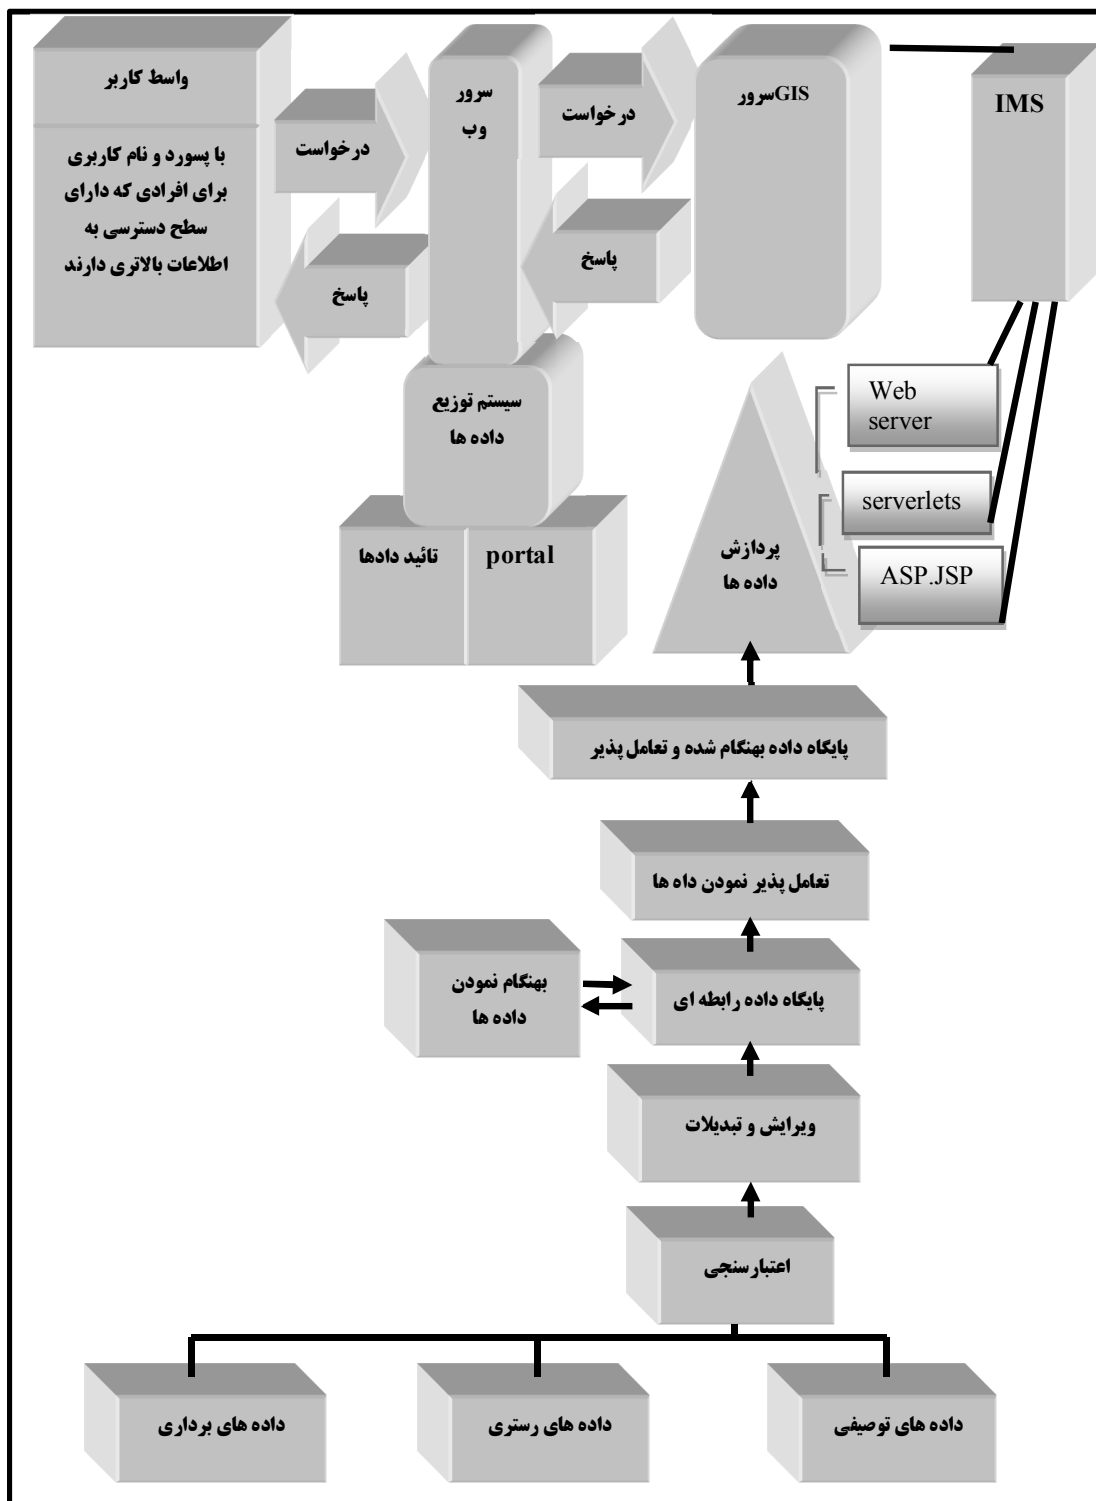 واسط کاربر
با پسورد و نام کاربری
برای افرادی که دارای
سطح دسترسی به
اطلاعات بالاتری دارند
درخواست
پاسخ
سرور
وب
درخواست
پاسخ
سرورGIS
IMS
Web
server
serverlets
ASP.JSP
سیستم توزیع
داده ها
تائید دادها
portal
پردازش
داده ها
پایگاه داده بهنگام شده و تعامل پذیر
تعامل پذیر نمودن داه ها
بهنگام نمودن
داده ها
پایگاه داده رابطه ای
ویرایش و تبدیلات
اعتبارسنجی
داده های برداری
داده های رستری
داده های توصیفی